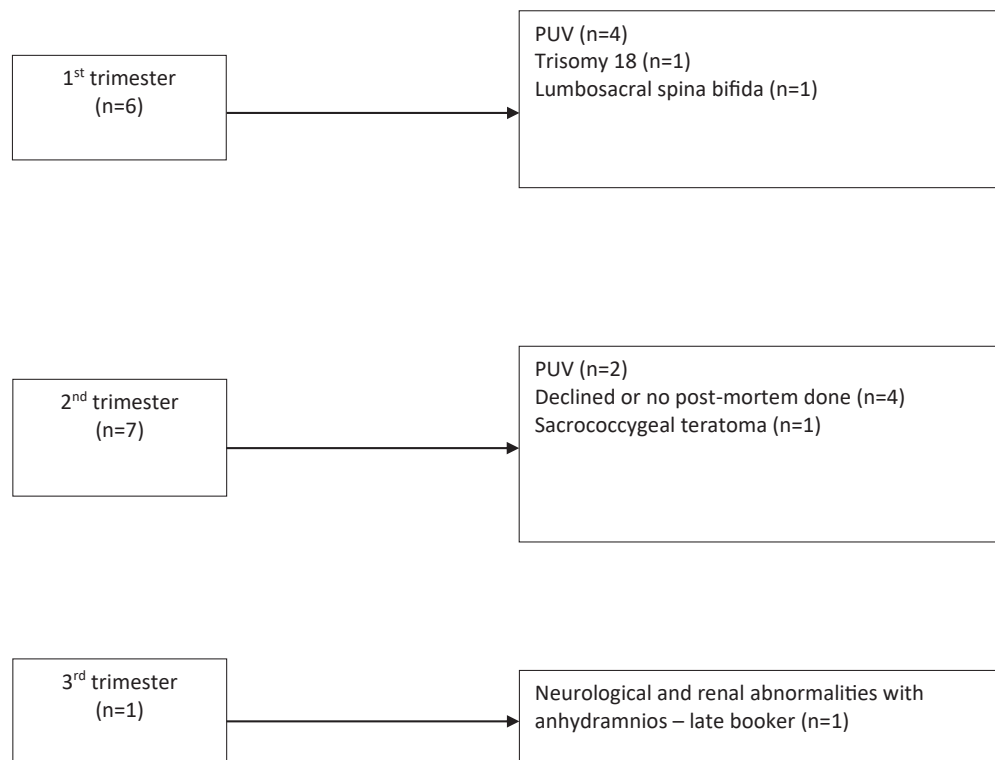 1st trimester
(n=6)
PUV (n=4)
Trisomy 18 (n=1)
Lumbosacral spina bifida (n=1)
2nd trimester
(n=7)
PUV (n=2)
Declined or no post-mortem done (n=4)
Sacrococcygeal teratoma (n=1)
3rd trimester
(n=1)
Neurological and renal abnormalities with
anhydramnios – late booker (n=1)